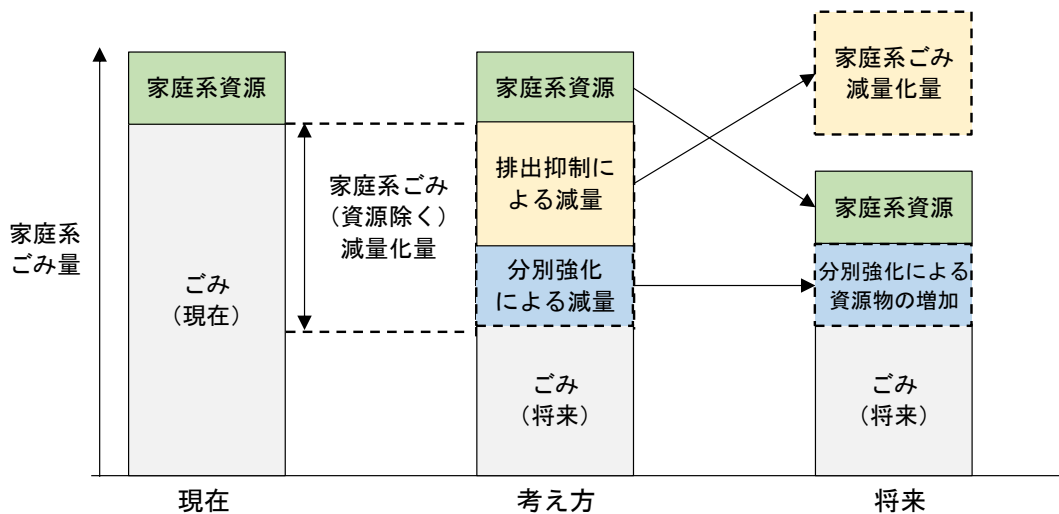 家庭系
ごみ量
家庭系資源
ごみ
（現在）
現在
家庭系ごみ
（資源除く）
減量化量
家庭系資源
排出抑制に
よる減量
分別強化
による減量
ごみ
（将来）
考え方
家庭系ごみ
減量化量
家庭系資源
分別強化による
資源物の増加
ごみ
（将来）
将来